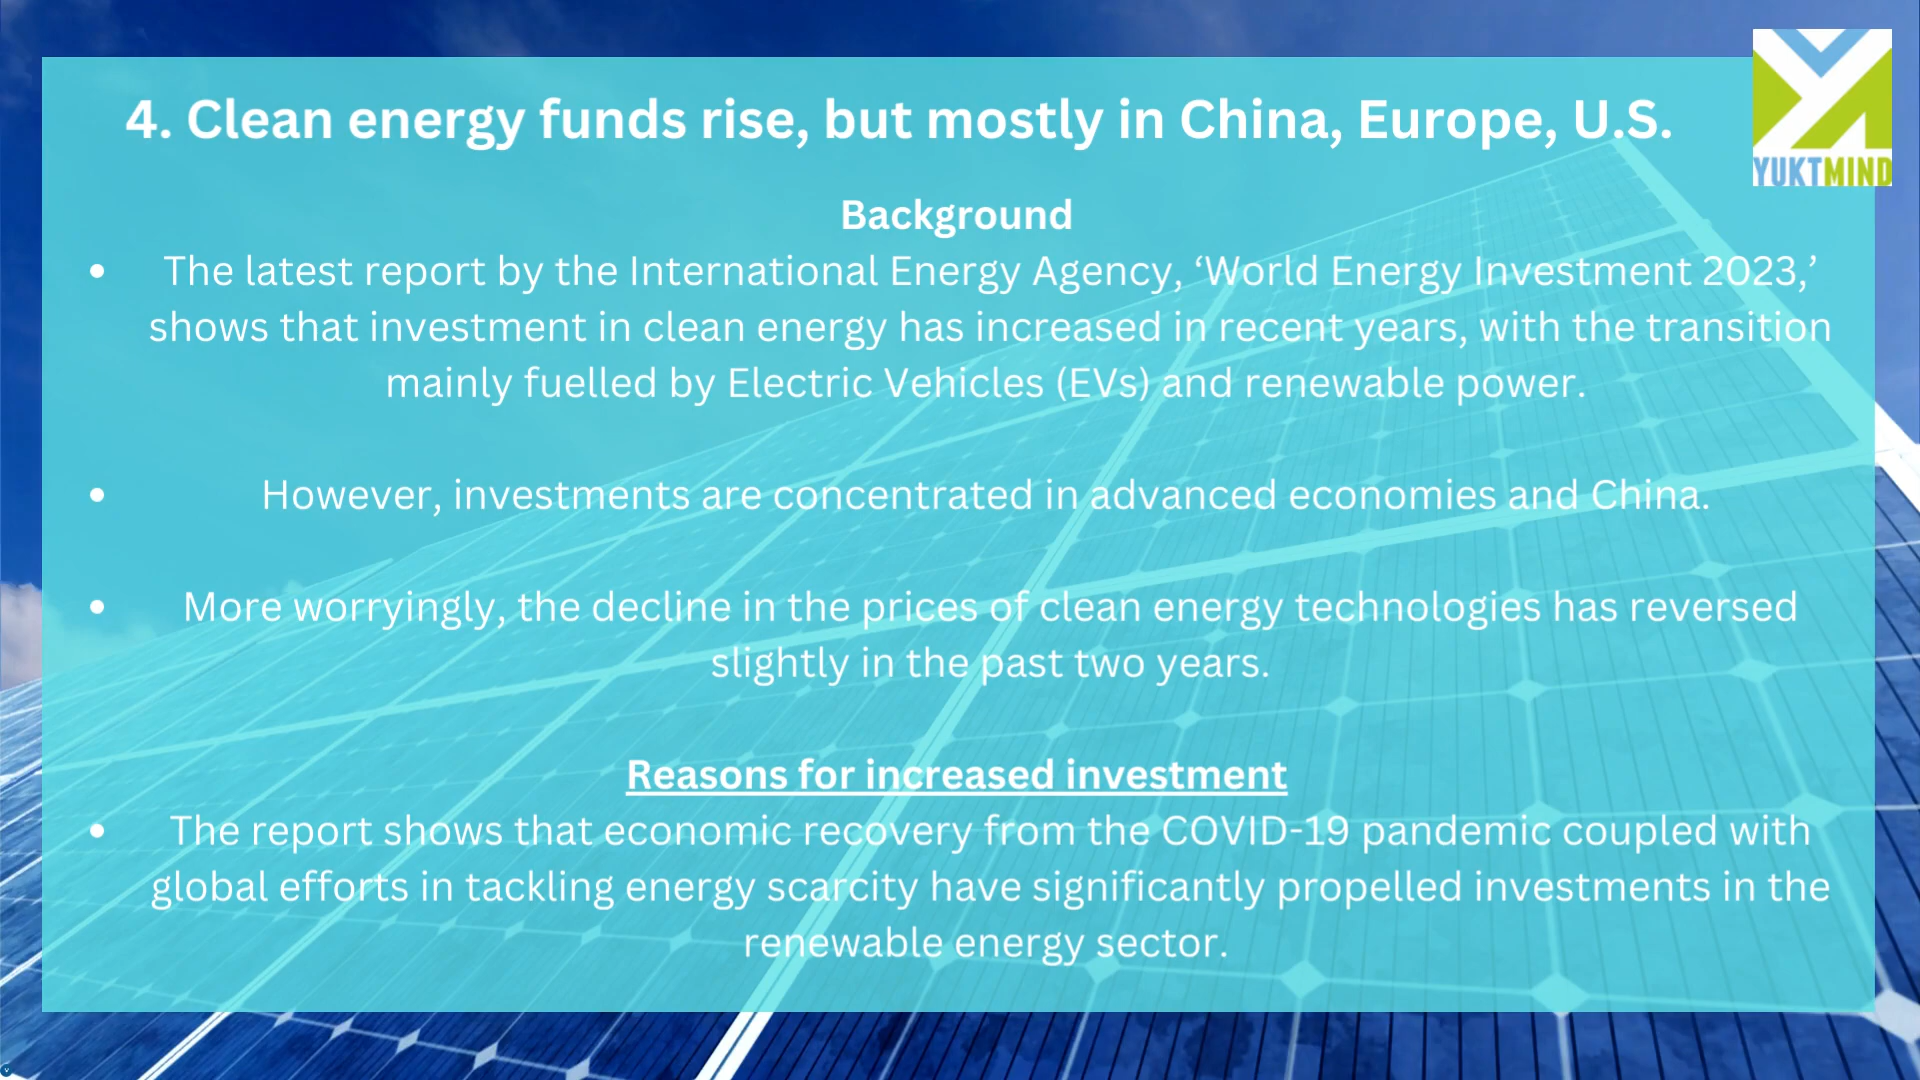 4. Clean energy funds rise, but mostly in China, Europe, U.S.
YUKTMIND
Background
• The latest report by the International Energy Agency, ‘World Energy Investment 2023,’
shows that investment in clean energy has increased in recent years, with the transition
mainly fuelled by Electric Vehicles (EVs) and renewable power.
• However, investments are concentrated in advanced economies and China.
• More worryingly, the decline in the prices of clean energy technologies has reversed
slightly in the past two years.
Reasons for increased investment
• The report shows that economic recovery from the COVID-19 pandemic coupled with
global efforts in tackling energy scarcity have significantly propelled investments in the
renewable energy sector.